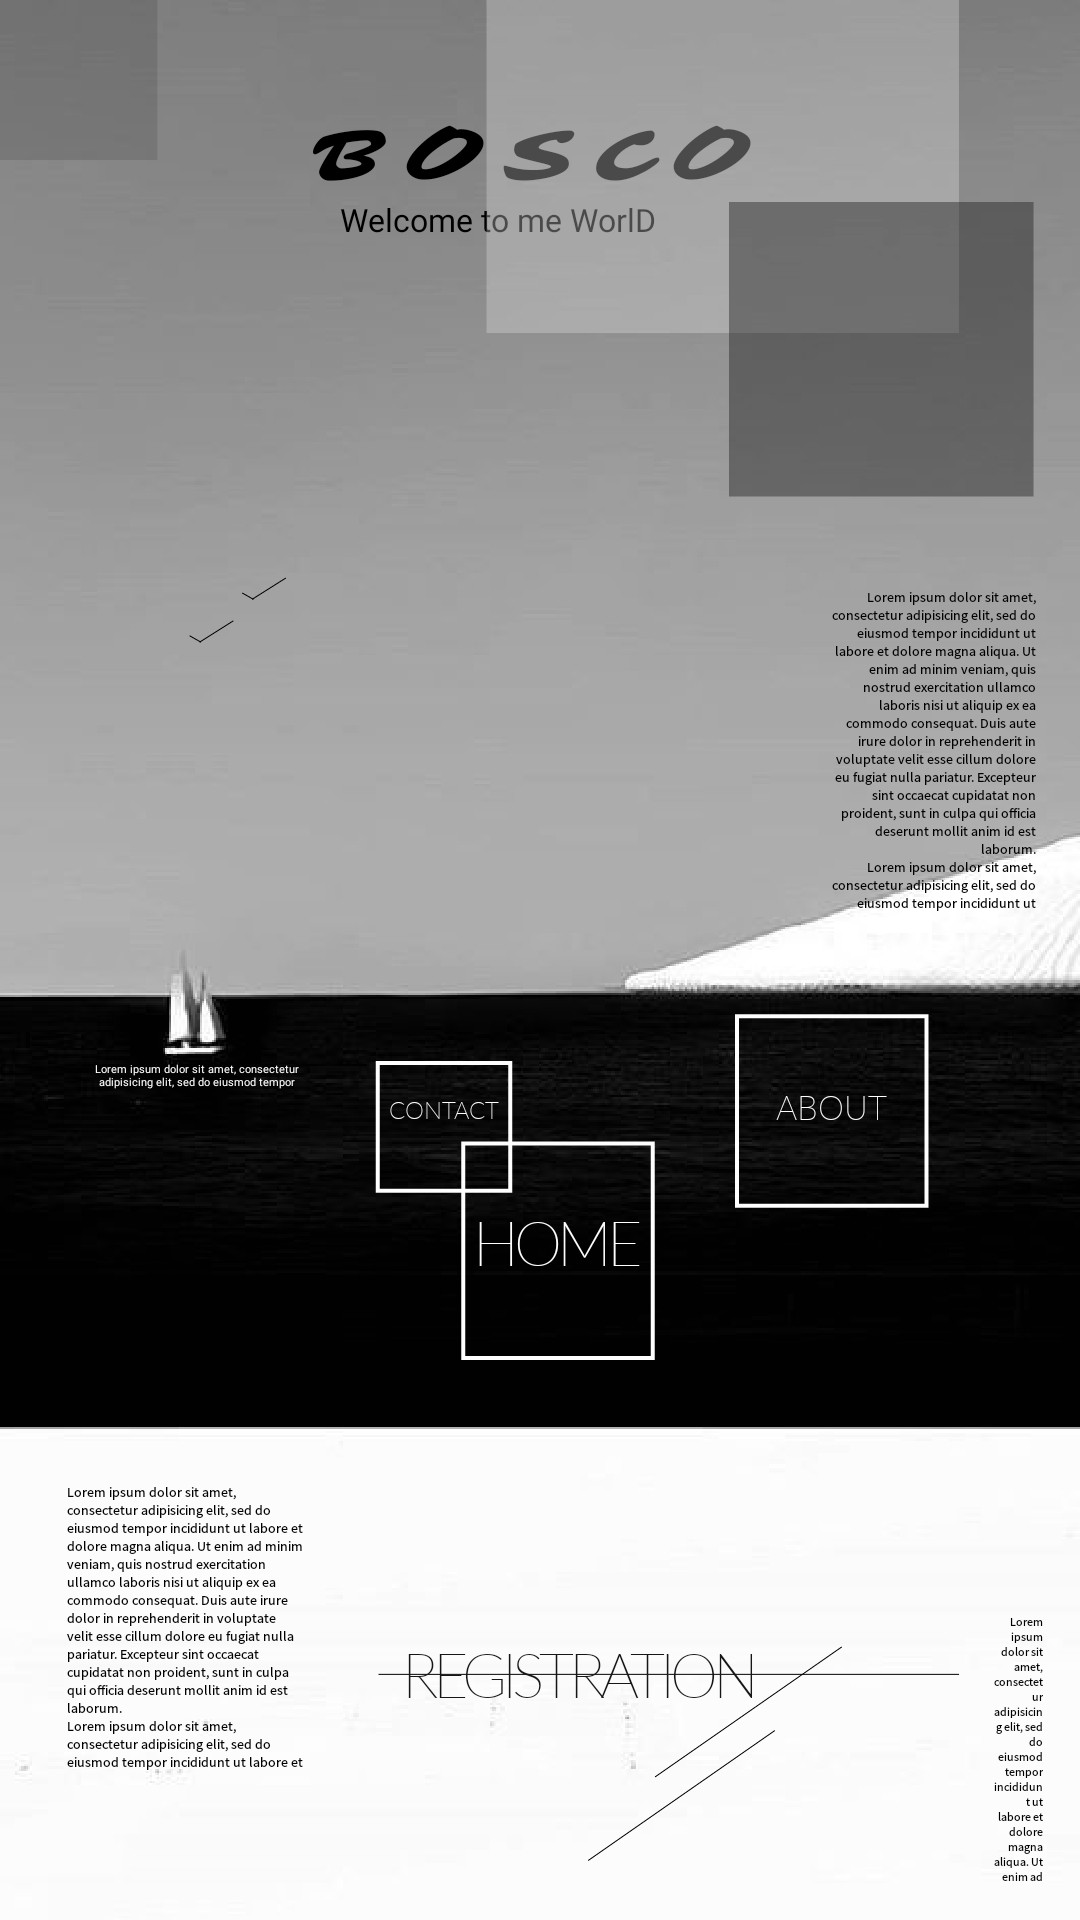 BOSCO
Welcome to me WorlD
Lorem ipsum dolor sit amet,
consectetur adipisicing elit, sed do
eiusmod tempor incididunt ut
labore et dolore magna aliqua. Ut
enim ad minim veniam, quis
nostrud exercitation ullamco
laboris nisi ut aliquip ex ea
commodo consequat. Duis aute
irure dolor in reprehenderit in
voluptate velit esse cillum dolore
eu fugiat nulla pariatur. Excepteur
sint occaecat cupidatat non
proident, sunt in culpa qui officia
deserunt mollit anim id est
laborum.
Lorem ipsum dolor sit amet,
consectetur adipisicing elit, sed do
eiusmod tempor incididunt ut
Lorem ipsum dolor sit amet, consectetur
adipisicing elit, sed do eiusmod tempor
CONTACT
ABOUT
HOME
Lorem ipsum dolor sit amet,
consectetur adipisicing elit, sed do
eiusmod tempor incididunt ut labore et
dolore magna aliqua. Ut enim ad minim
veniam, quis nostrud exercitation
ullamco laboris nisi ut aliquip ex ea
commodo consequat. Duis aute irure
dolor in reprehenderit in voluptate
velit esse cillum dolore eu fugiat nulla
pariatur. Excepteur sint occaecat
cupidatat non proident, sunt in culpa
qui officia deserunt mollit anim id est
laborum.
Lorem ipsum dolor sit amet,
consectetur adipisicing elit, sed do
eiusmod tempor incididunt ut labore et
REGISTRATION
Lorem
ipsum
dolor sit
amet,
consectet
ur
adipisicin
g elit, sed
do
eiusmod
tempor
incididun
t ut
labore et
dolore
magna
aliqua. Ut
enim ad